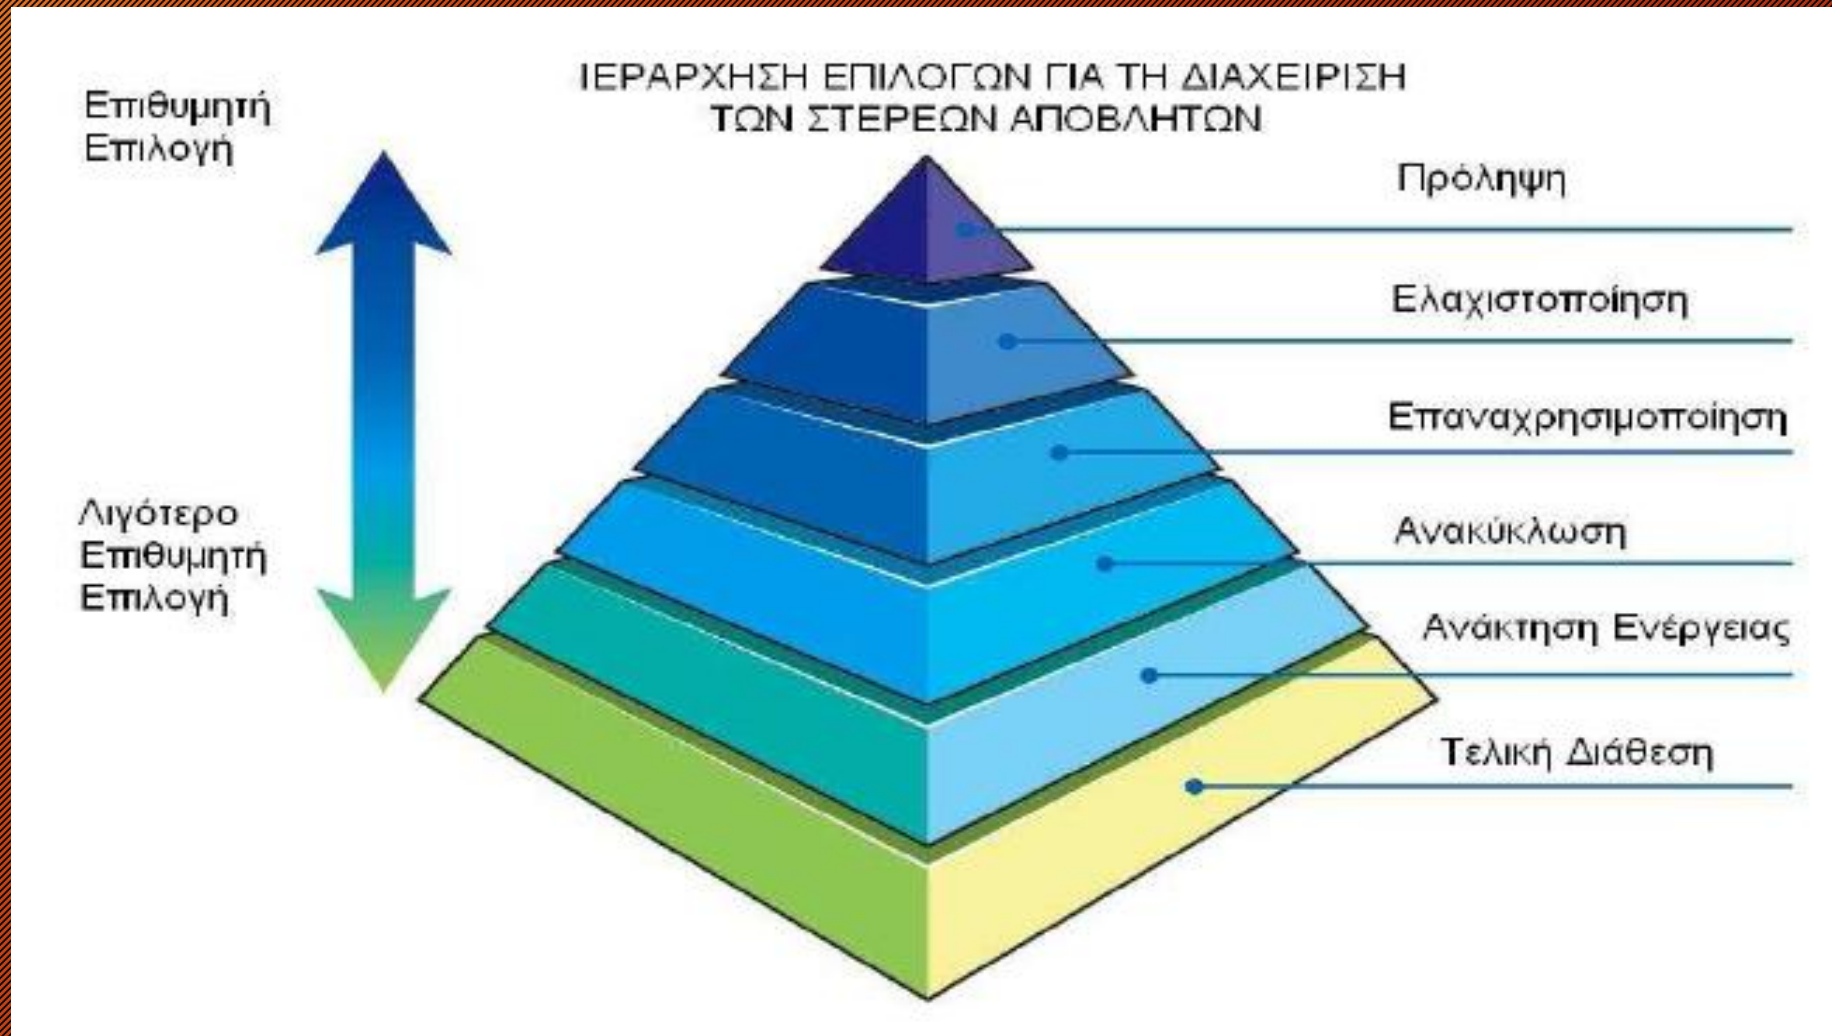 ΙΕΡΑΡΧΗΣΗ ΕΠΙΛΟΓΩΝ ΓΙΑ ΤΗ ΔΙΑΧΕΙΡΙΣΗ
ΤΩΝ ΣΤΕΡΕΩΝ ΑΠΟΒΛΗΤΩΝ
Επιθυμητή
Επιλογή
Λιγότερο
Επιθυμητή
Επιλογή
Πρόληψη
Ελαχιστοποίηση
Επαναχρησιμοποίηση
Ανακύκλωση
Ανάκτηση Ενέργειας
Τελική Διάθεση